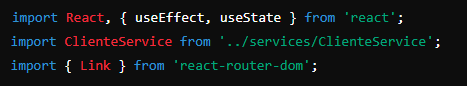 import React, { useEffect, useState } from 'react';
import ClienteService from '../services/ClienteService';
import { Link } from 'react-router-dom';